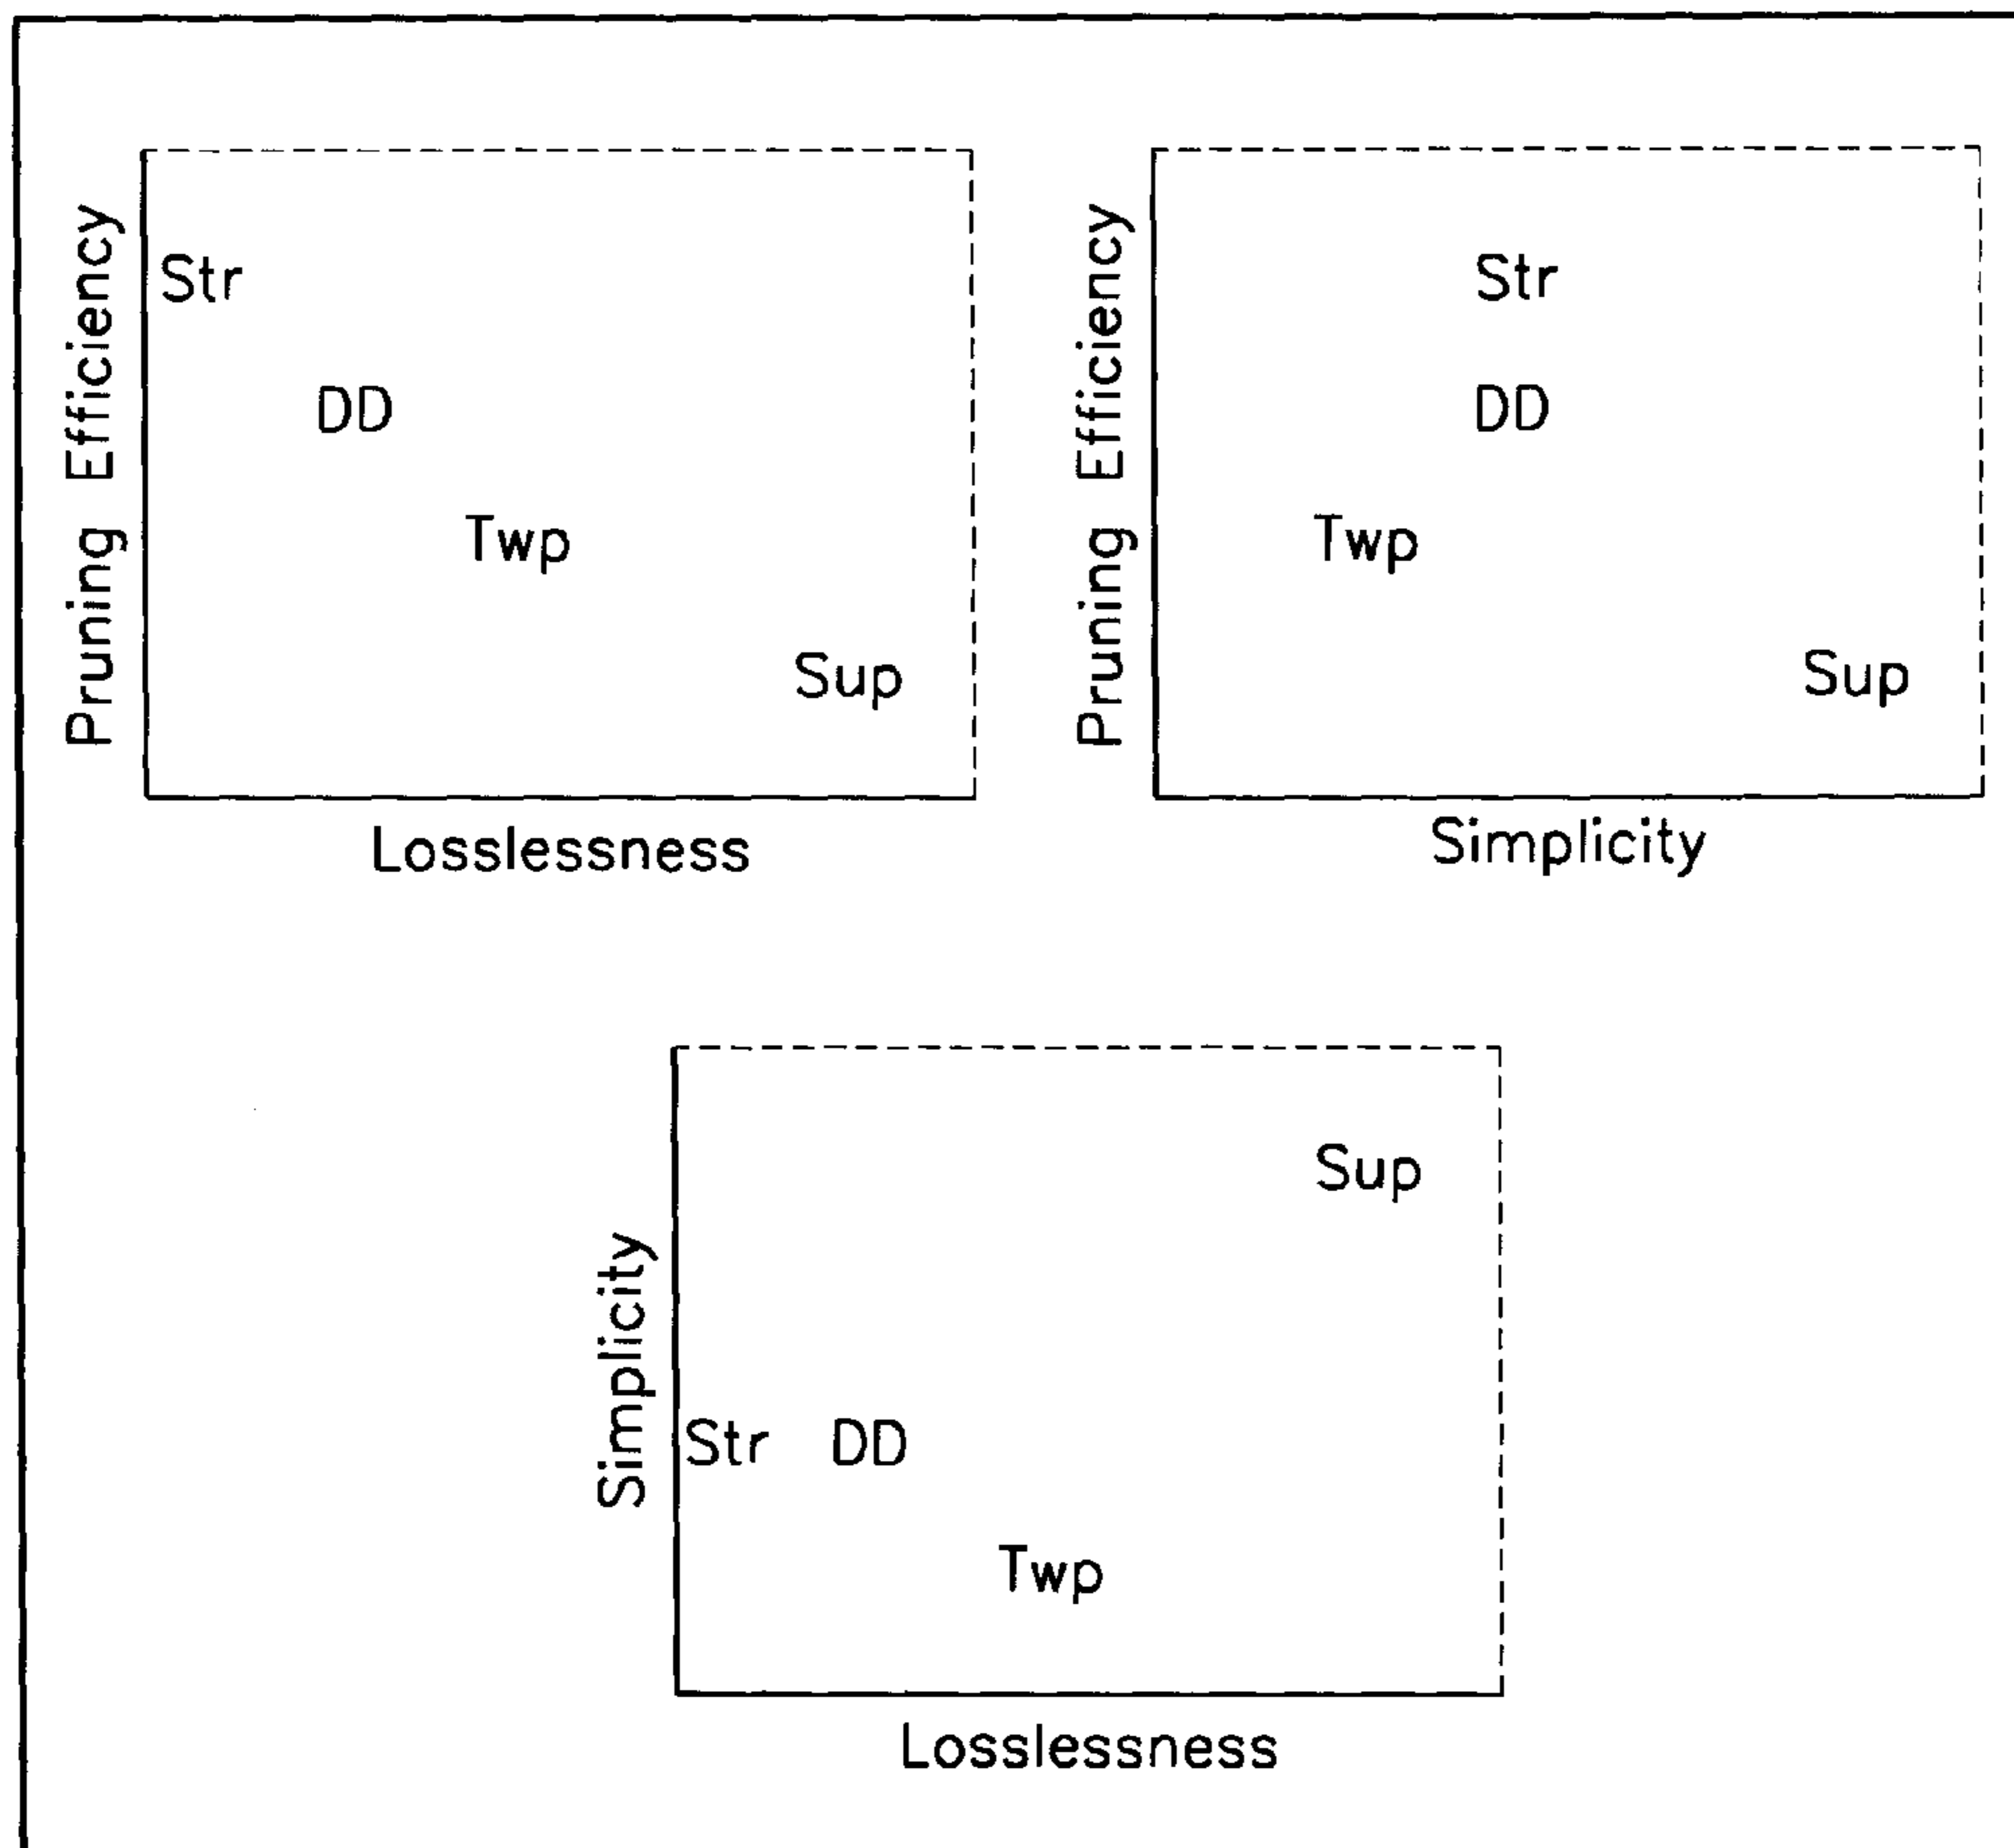 Pruning Efficiency
Str
DD
Twp
Sup
Losslessness
Pruning Efficiency
Str
DD
Twp
Sup
Simplicity
Simplicity
Sup
Str DD
Twp
Losslessness